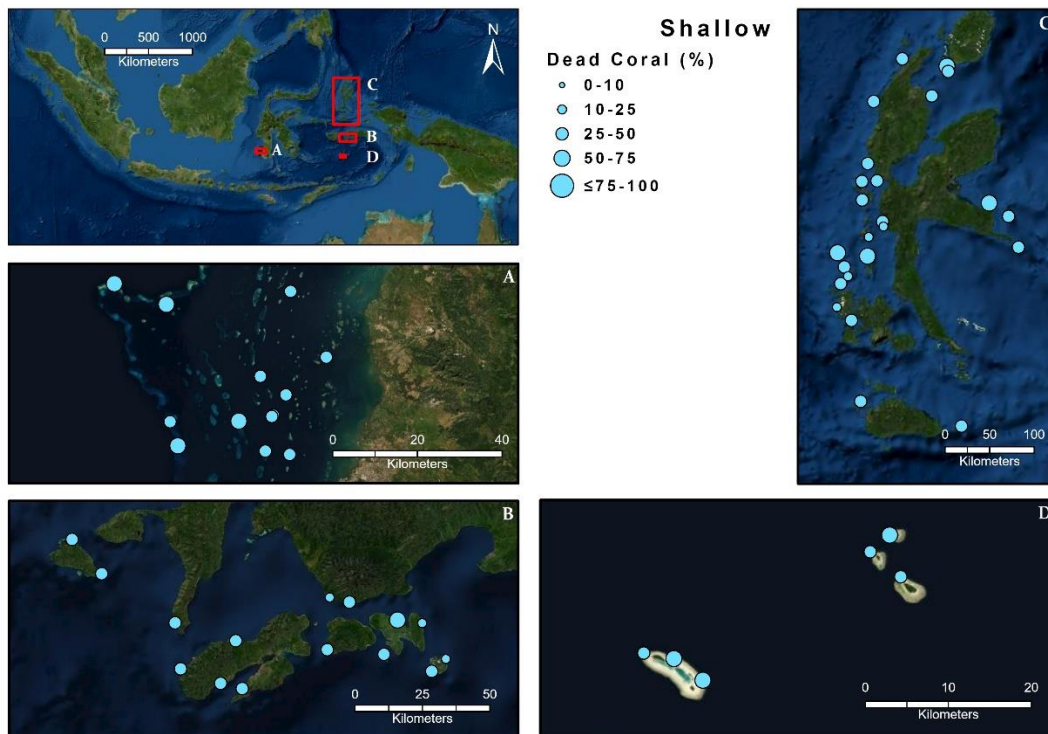 0 500 1000
Kilometers
N
C
B
A
D
Shallow
Dead Coral (%)
0-10
10-25
25-50
50-75
≤75-100
C
0 50 100
Kilometers
A
0 20 40
Kilometers
B
0 25 50
Kilometers
D
0 10 20
Kilometers